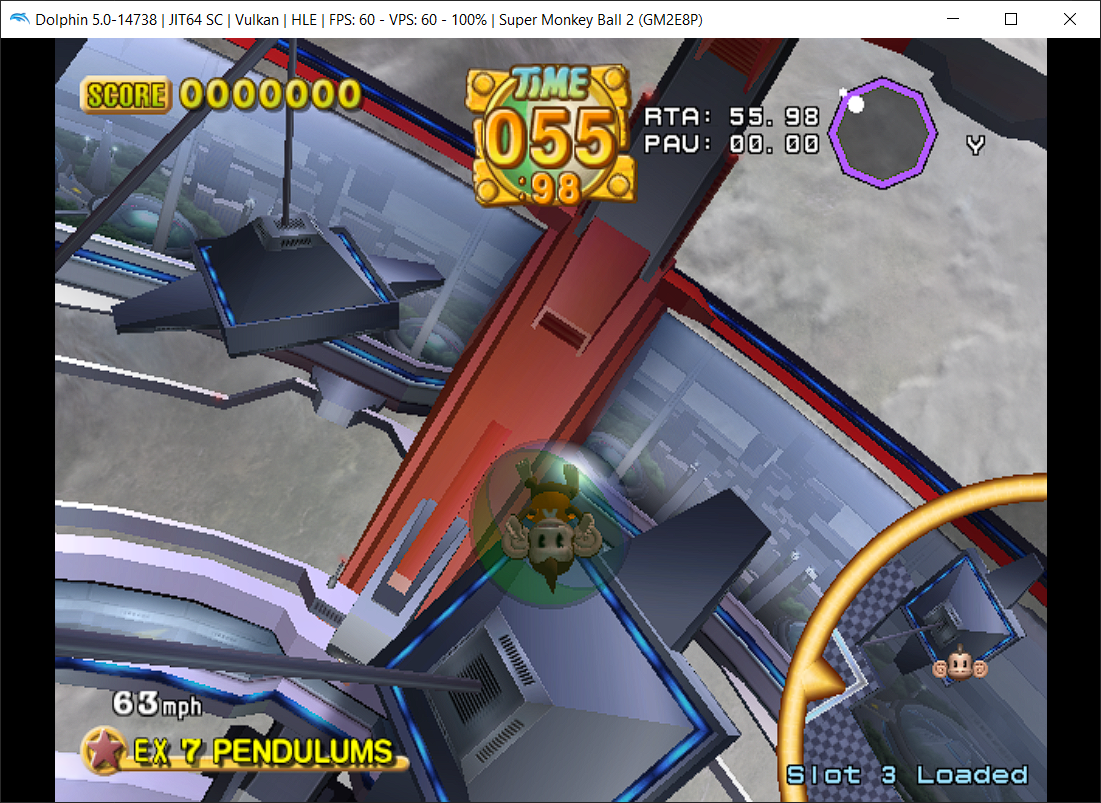 Dolphin 5.0-14738 | JIT64 SC | Vulkan | HLE | FPS: 60 - VPS: 60 - 100% | Super Monkey Ball 2 (GM2E8P)
SCORE 0000000
TIME
055
:98
RTA: 55.98
PAU: 00.00
Y
63mph
EX 7 PENDULUMS
Slot 3 Loaded